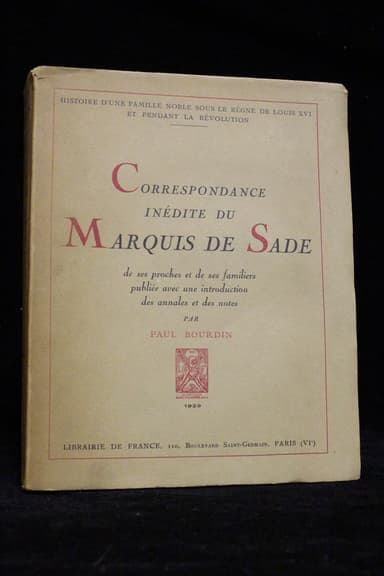 HISTOIRE D'UNE FAMILLE NOBLE SOUS LE RÈGNE DE LOUIS XVI
ET PENDANT LA RÉVOLUTION
CORRESPONDANCE
INÉDITE DU
MARQUIS DE SADE
de ses proches et de ses familiers
publiée avec une introduction
des annales et des notes
PAR
PAUL BOURDIN
1929
LIBRAIRIE DE FRANCE, 110, BOULEVARD SAINT-GERMAIN, PARIS (VIᵉ)